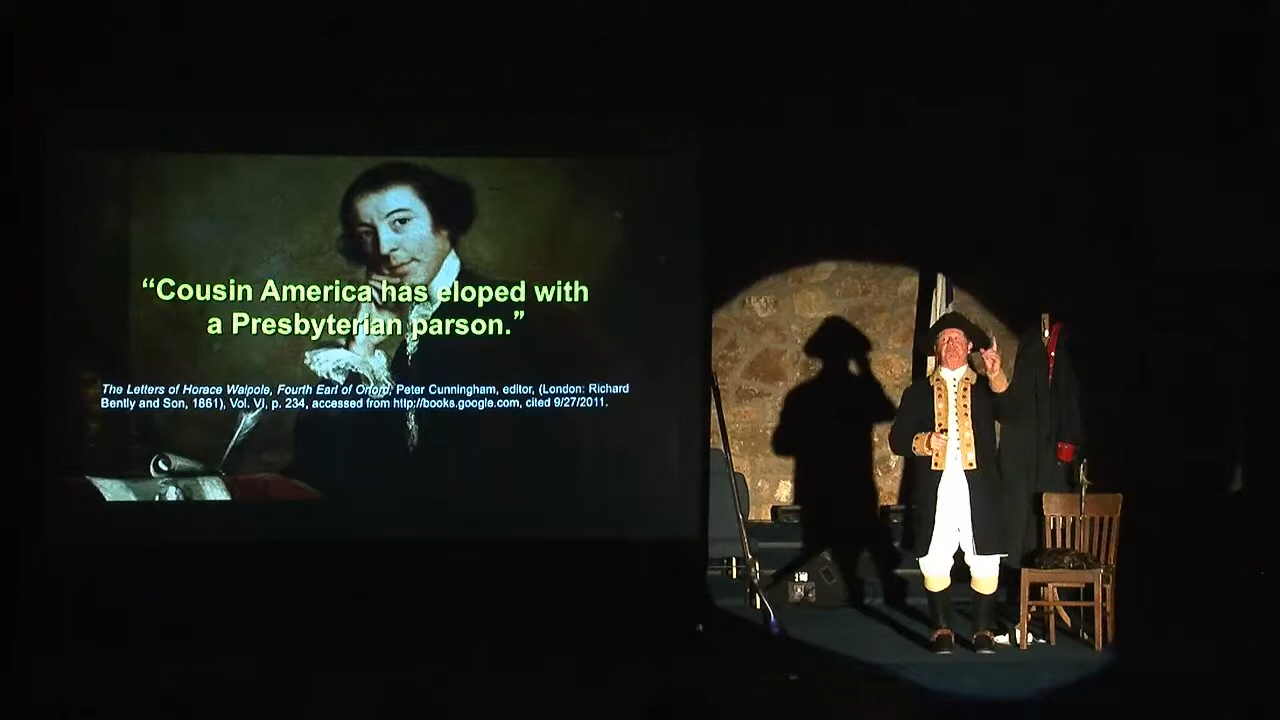 “Cousin America has eloped with
a Presbyterian parson.”
The Letters of Horace Walpole, Fourth Earl of Orford, Peter Cunningham, editor, (London: Richard
Bently and Son, 1861), Vol. VI, p. 234, accessed from http://books.google.com, cited 9/27/2011.